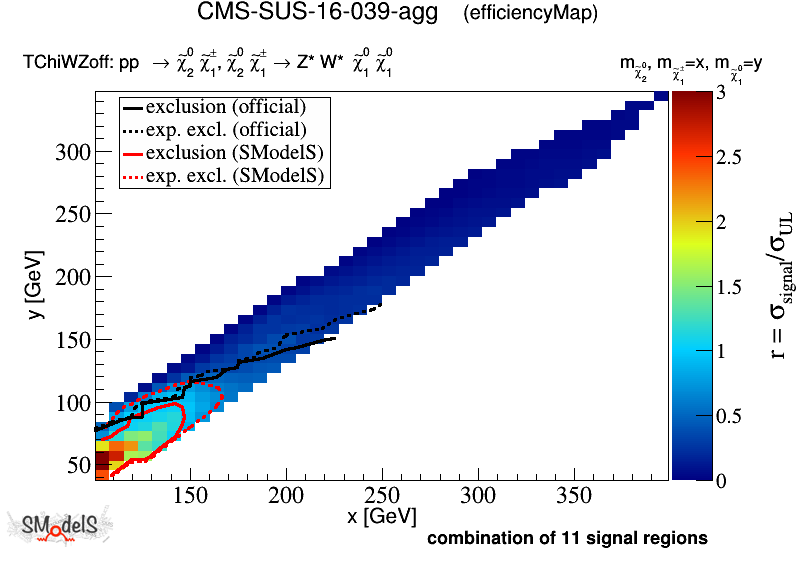 CMS-SUS-16-039-agg (efficiencyMap)
TChiWZoff: pp → χ̃₂⁰ χ̃₁±, χ̃₂⁰ χ̃₁± → Z* W* χ̃₁⁰ χ̃₁⁰
m_χ̃₂⁰, m_χ̃₁±=x, m_χ̃₁⁰=y
exclusion (official)
exp. excl. (official)
exclusion (SModelS)
exp. excl. (SModelS)
y [GeV]
300
250
200
150
100
50
150 200 250 300 350
x [GeV]
3
2.5
2
1.5
1
0.5
0
r = σ_signal/σ_UL
SModelS
combination of 11 signal regions